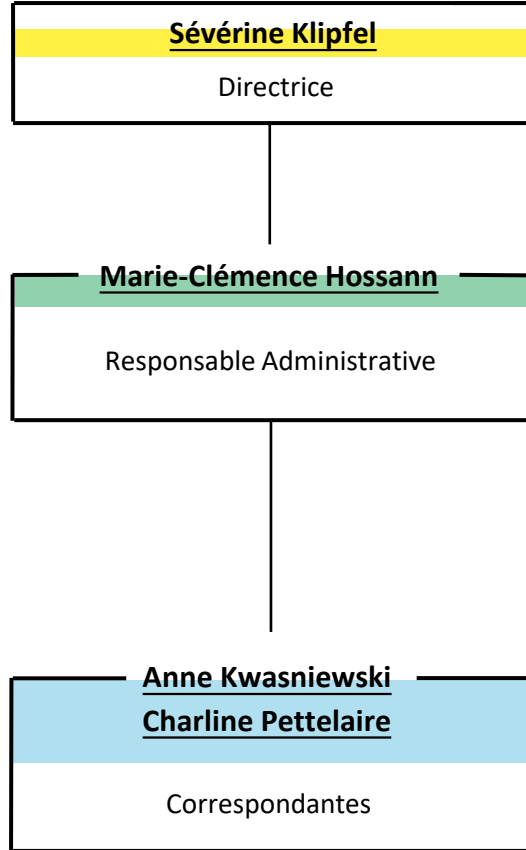 Sévérine Klipfel
Directrice
Marie-Clémence Hossann
Responsable Administrative
Anne Kwasniewski
Charline Pettelaire
Correspondantes